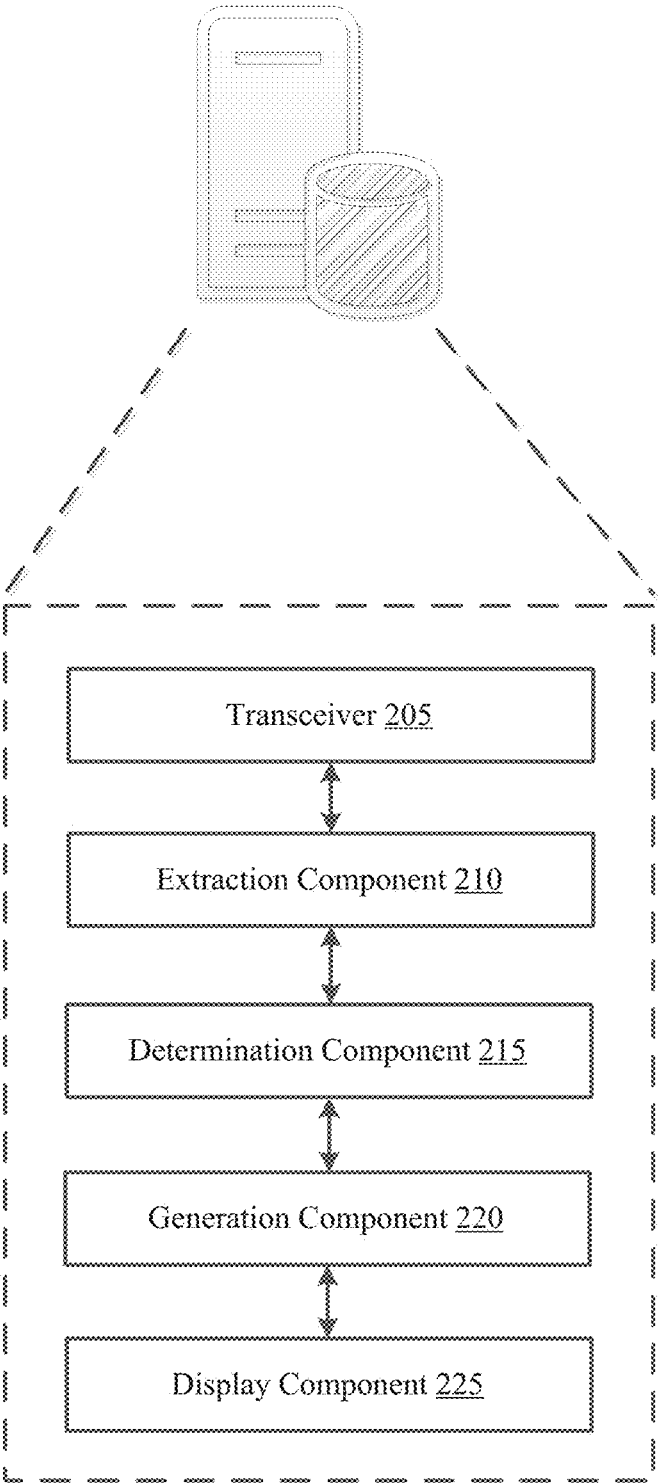 Transceiver 205
Extraction Component 210
Determination Component 215
Generation Component 220
Display Component 225